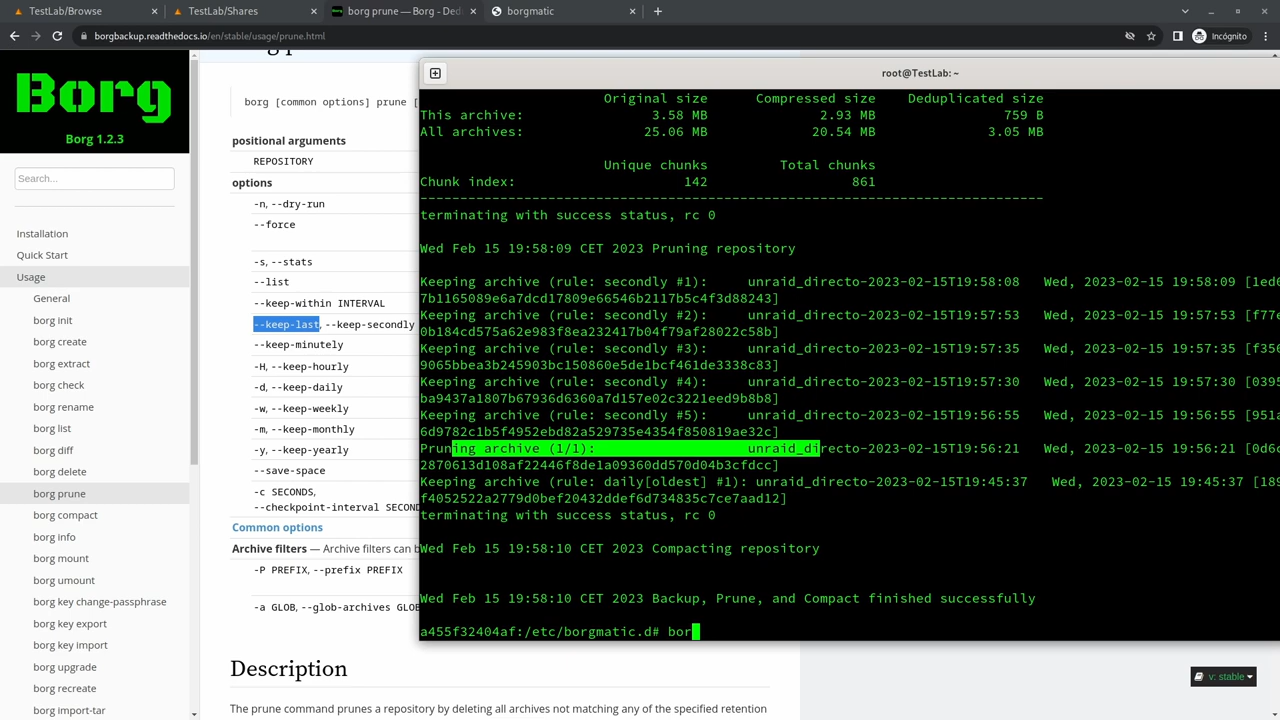 TestLab/Browse
TestLab/Shares
borg prune — Borg - Ded
borgmatic
borgbackup.readthedocs.io/en/stable/usage/prune.html
Incógnito
Borg
Borg 1.2.3
Search...
Installation
Quick Start
Usage
General
borg init
borg create
borg extract
borg check
borg rename
borg list
borg diff
borg delete
borg prune
borg compact
borg info
borg mount
borg umount
borg key change-passphrase
borg key export
borg key import
borg upgrade
borg recreate
borg import-tar
borg [common options] prune [
positional arguments
REPOSITORY
options
-n, --dry-run
--force
-s, --stats
--list
--keep-within INTERVAL
--keep-last, --keep-secondly
--keep-minutely
-H, --keep-hourly
-d, --keep-daily
-w, --keep-weekly
-m, --keep-monthly
-y, --keep-yearly
--save-space
-c SECONDS,
--checkpoint-interval SECOND
Common options
Archive filters — Archive filters can b
-P PREFIX, --prefix PREFIX
-a GLOB, --glob-archives GLOB
Description
The prune command prunes a repository by deleting all archives not matching any of the specified retention
root@TestLab: ~
Original size Compressed size Deduplicated size
This archive: 3.58 MB 2.93 MB 759 B
All archives: 25.06 MB 20.54 MB 3.05 MB
Unique chunks Total chunks
Chunk index: 142 861
------------------------------------------------------------------------------
terminating with success status, rc 0
Wed Feb 15 19:58:09 CET 2023 Pruning repository
Keeping archive (rule: secondly #1): unraid_directo-2023-02-15T19:58:08 Wed, 2023-02-15 19:58:09 [1ed6
7b1165089e6a7dcd17809e66546b2117b5c4f3d88243]
Keeping archive (rule: secondly #2): unraid_directo-2023-02-15T19:57:53 Wed, 2023-02-15 19:57:53 [f77e
0b184cd575a62e983f8ea232417b04f79af28022c58b]
Keeping archive (rule: secondly #3): unraid_directo-2023-02-15T19:57:35 Wed, 2023-02-15 19:57:35 [f356
9065bbea3b245903bc150860e5de1bcf461de3338c83]
Keeping archive (rule: secondly #4): unraid_directo-2023-02-15T19:57:30 Wed, 2023-02-15 19:57:30 [0395
ba9437a1807b67936d6360a7d157e02c3221eed9b8b8]
Keeping archive (rule: secondly #5): unraid_directo-2023-02-15T19:56:55 Wed, 2023-02-15 19:56:55 [951a
6d9782c1b5f4952ebd82a529735e4354f850819ae32c]
Pruning archive (1/1): unraid_directo-2023-02-15T19:56:21 Wed, 2023-02-15 19:56:21 [0d6c
2870613d108af22446f8de1a09360dd570d04b3cfdcc]
Keeping archive (rule: daily[oldest] #1): unraid_directo-2023-02-15T19:45:37 Wed, 2023-02-15 19:45:37 [189
f4052522a2779d0bef20432ddef6d734835c7ce7aad12]
terminating with success status, rc 0
Wed Feb 15 19:58:10 CET 2023 Compacting repository
Wed Feb 15 19:58:10 CET 2023 Backup, Prune, and Compact finished successfully
a455f32404af:/etc/borgmatic.d# bor
v: stable